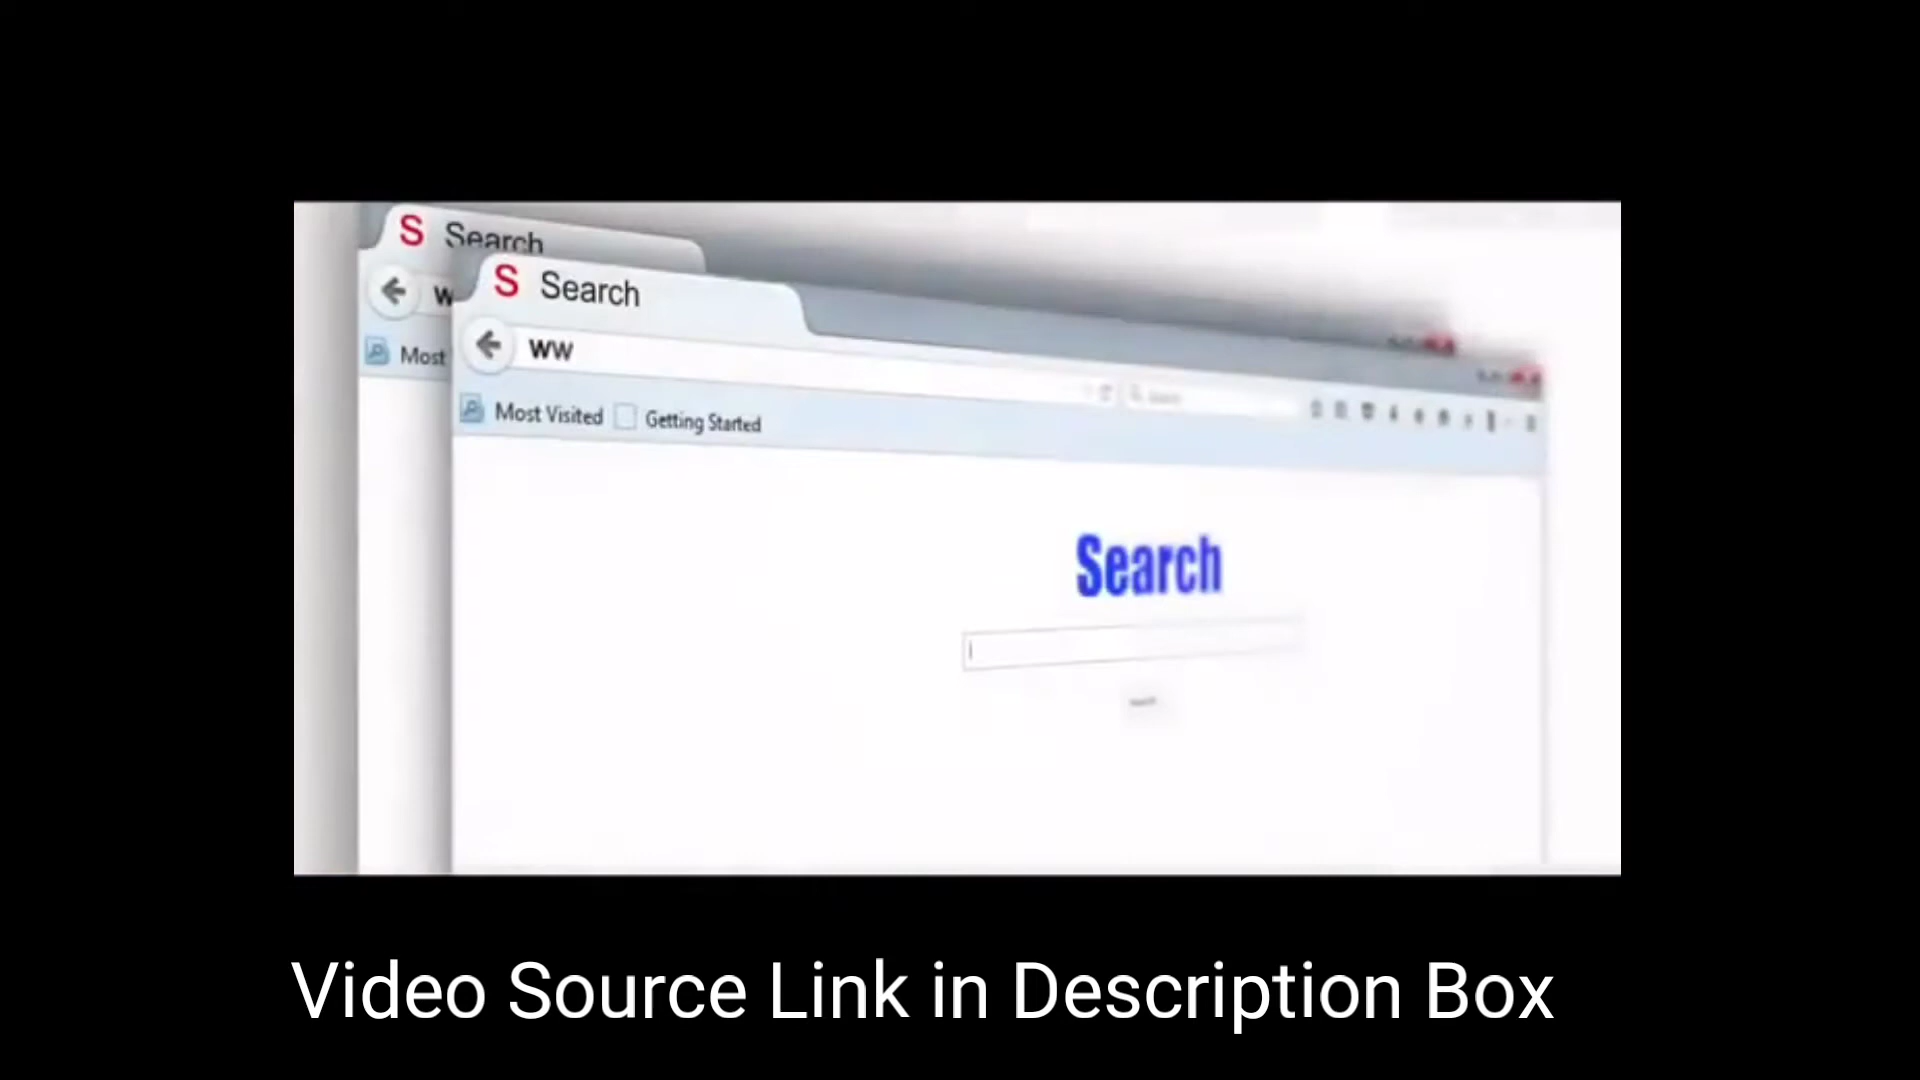 S Search
S Search
W
WW
Most
Most Visited Getting Started
Search
Video Source Link in Description Box